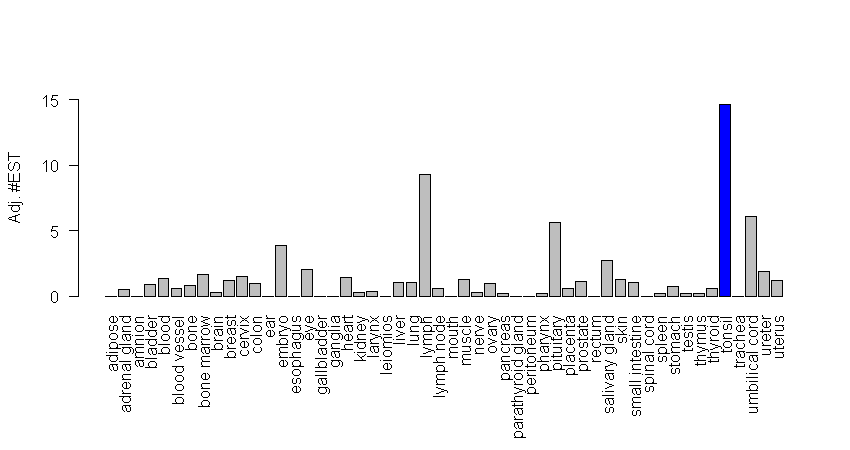 Adj. #EST
15
10
5
0
adipose
adrenal gland
amnion
bladder
blood
blood vessel
bone
bone marrow
brain
breast
cervix
colon
ear
embryo
esophagus
eye
gallbladder
ganglia
heart
kidney
larynx
leiomios
liver
lung
lymph
lymph node
mouth
muscle
nerve
ovary
pancreas
parathyroid gland
peritoneum
pharynx
pituitary
placenta
prostate
rectum
salivary gland
skin
small intestine
spinal cord
spleen
stomach
testis
thymus
thyroid
tonsil
trachea
umbilical cord
ureter
uterus